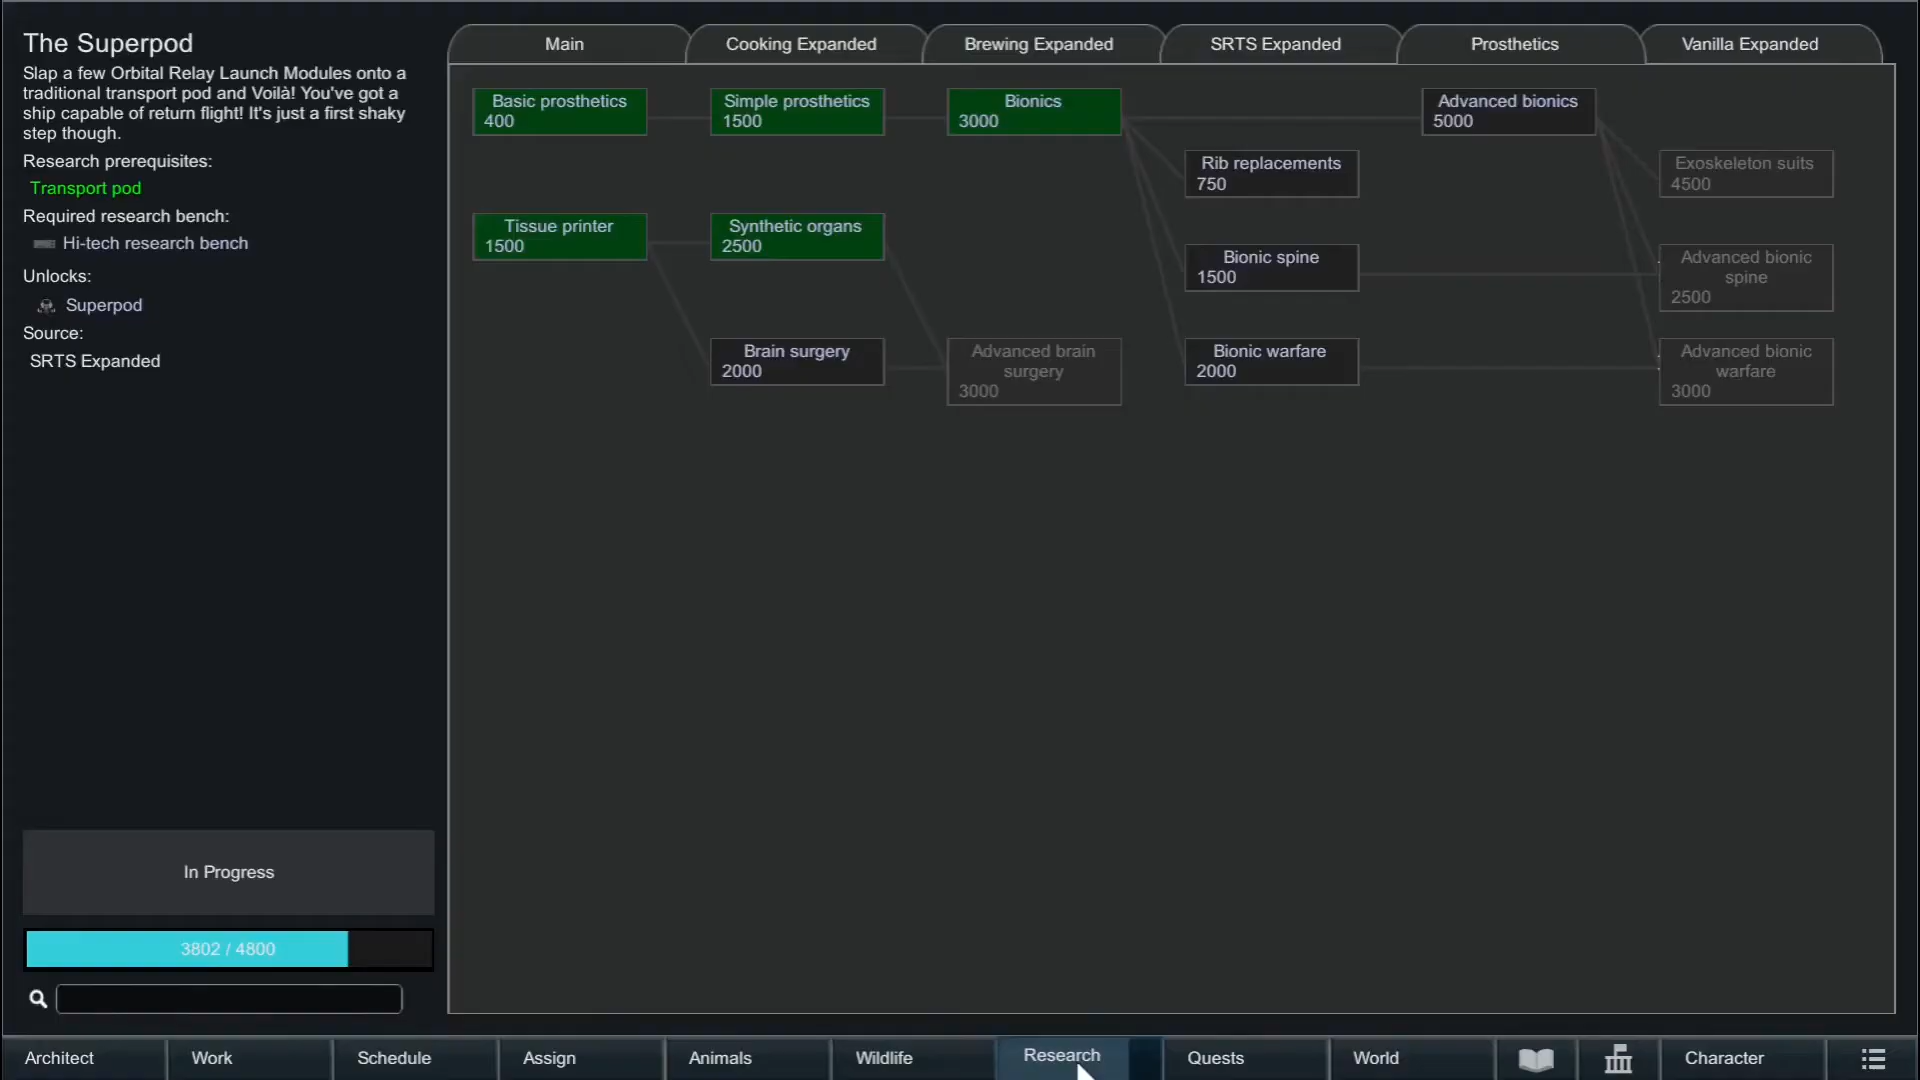 The Superpod
Slap a few Orbital Relay Launch Modules onto a
traditional transport pod and Voilà! You've got a
ship capable of return flight! It's just a first shaky
step though.
Research prerequisites:
Transport pod
Required research bench:
Hi-tech research bench
Unlocks:
Superpod
Source:
SRTS Expanded
In Progress
3802 / 4800
Main
Cooking Expanded
Brewing Expanded
SRTS Expanded
Prosthetics
Vanilla Expanded
Basic prosthetics
400
Simple prosthetics
1500
Bionics
3000
Advanced bionics
5000
Rib replacements
750
Exoskeleton suits
4500
Tissue printer
1500
Synthetic organs
2500
Bionic spine
1500
Advanced bionic
spine
2500
Brain surgery
2000
Advanced brain
surgery
3000
Bionic warfare
2000
Advanced bionic
warfare
3000
Architect
Work
Schedule
Assign
Animals
Wildlife
Research
Quests
World
Character